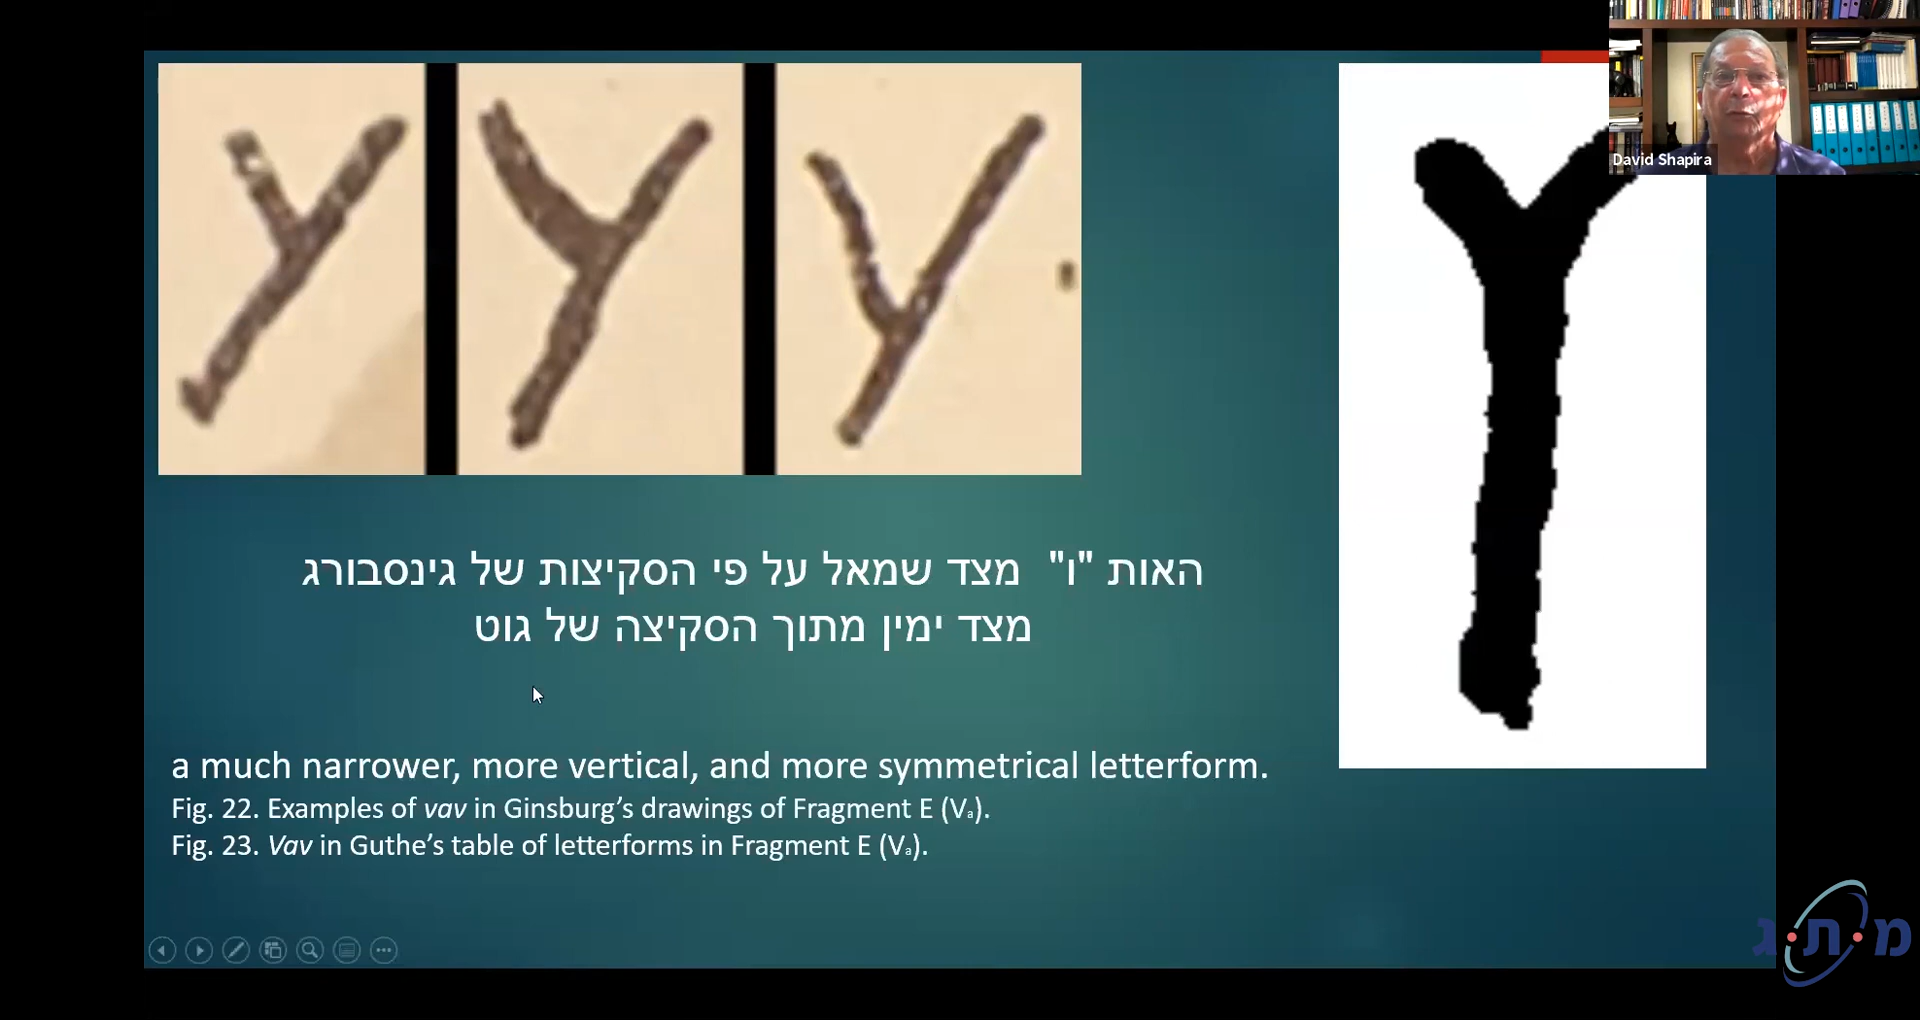 David Shapira
האות "ו" מצד שמאל על פי הסקיצות של גינסבורג
מצד ימין מתוך הסקיצה של גוט
a much narrower, more vertical, and more symmetrical letterform.
Fig. 22. Examples of vav in Ginsburg’s drawings of Fragment E (Vₐ).
Fig. 23. Vav in Guthe’s table of letterforms in Fragment E (Vₐ).
מ.ת.ג